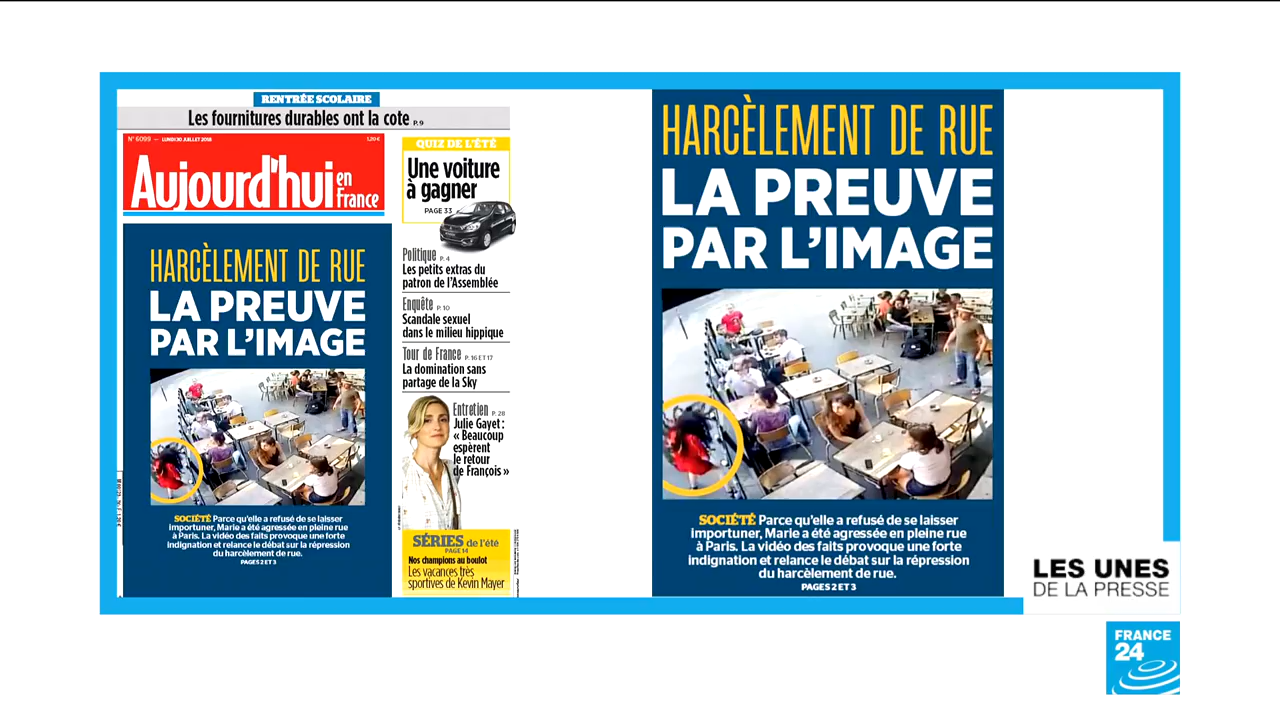 RENTRÉE SCOLAIRE
Les fournitures durables ont la cote P.9
N° 6099 — LUNDI 30 JUILLET 2018
1,20 €
Aujourd'hui en France
QUIZ DE L'ÉTÉ
Une voiture
à gagner
PAGE 33
HARCÈLEMENT DE RUE
LA PREUVE
PAR L'IMAGE
SOCIÉTÉ Parce qu'elle a refusé de se laisser
importuner, Marie a été agressée en pleine rue
à Paris. La vidéo des faits provoque une forte
indignation et relance le débat sur la répression
du harcèlement de rue.
PAGES 2 ET 3
Politique P. 4
Les petits extras du
patron de l'Assemblée
Enquête P. 10
Scandale sexuel
dans le milieu hippique
Tour de France P. 16 ET 17
La domination sans
partage de la Sky
Entretien P. 28
Julie Gayet :
« Beaucoup
espèrent
le retour
de François »
SÉRIES de l'été
PAGE 14
Nos champions au boulot
Les vacances très
sportives de Kevin Mayer
HARCÈLEMENT DE RUE
LA PREUVE
PAR L'IMAGE
SOCIÉTÉ Parce qu'elle a refusé de se laisser
importuner, Marie a été agressée en pleine rue
à Paris. La vidéo des faits provoque une forte
indignation et relance le débat sur la répression
du harcèlement de rue.
PAGES 2 ET 3
LES UNES
DE LA PRESSE
FRANCE
24